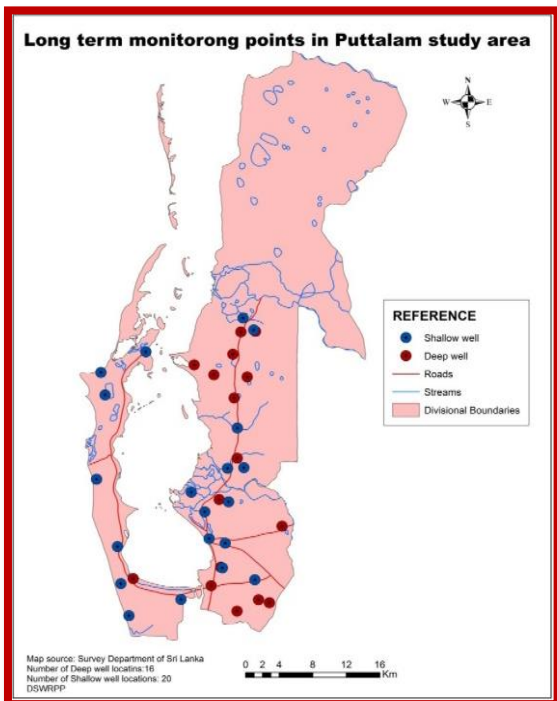 Long term monitorong points in Puttalam study area
N
W E
S
REFERENCE
Shallow well
Deep well
Roads
Streams
Divisional Boundaries
Map source: Survey Department of Sri Lanka
Number of Deep well locatins:16
Number of Shallow well locations: 20
DSWRPP
0 2 4 8 12 16
Km